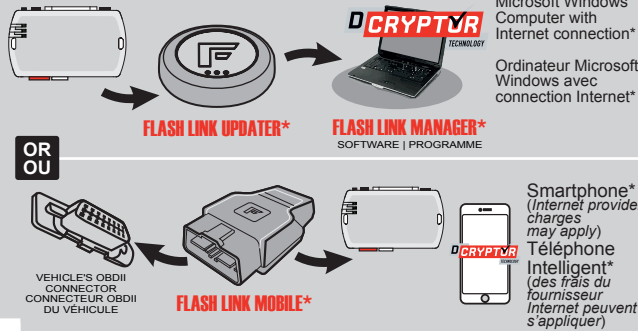 Microsoft Windows
Computer with
Internet connection*
Ordinateur Microsoft
Windows avec
connection Internet*
DCRYPTOR
TECHNOLOGY
FLASH LINK UPDATER*
FLASH LINK MANAGER*
SOFTWARE | PROGRAMME
OR
OU
VEHICLE'S OBDII
CONNECTOR
CONNECTEUR OBDII
DU VÉHICULE
FLASH LINK MOBILE*
DCRYPTOR
TECHNOLOGY
Smartphone*
(Internet provide
charges
may apply)
Téléphone
Intelligent*
(des frais du
fournisseur
Internet peuvent
s'appliquer)